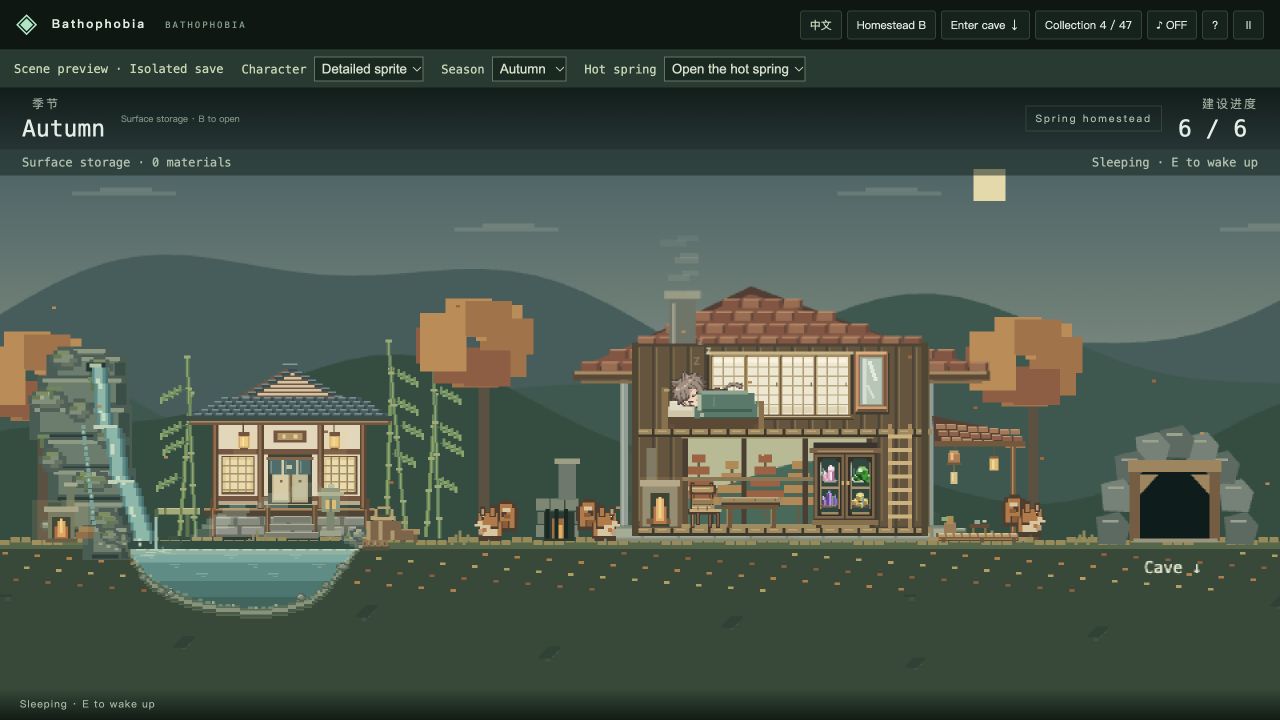 Bathophobia BATHOPHOBIA 中文 Homestead B Enter cave ↓ Collection 4 / 47 ♪ OFF ? II
Scene preview · Isolated save Character Detailed sprite Season Autumn Hot spring Open the hot spring
季节
Autumn Surface storage · B to open
Spring homestead
建设进度
6 / 6
Surface storage · 0 materials
Sleeping · E to wake up
z
z
Cave ↓
Sleeping · E to wake up